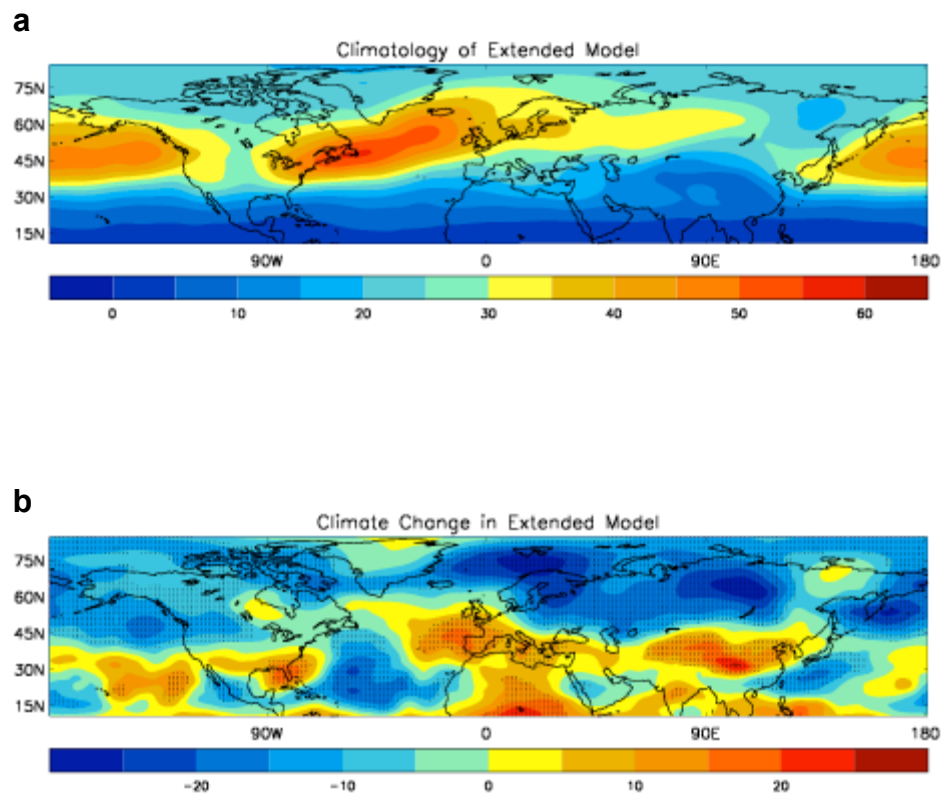 a
Climatology of Extended Model
75N
60N
45N
30N
15N
90W 0 90E 180
0 10 20 30 40 50 60
b
Climate Change in Extended Model
75N
60N
45N
30N
15N
90W 0 90E 180
-20 -10 0 10 20